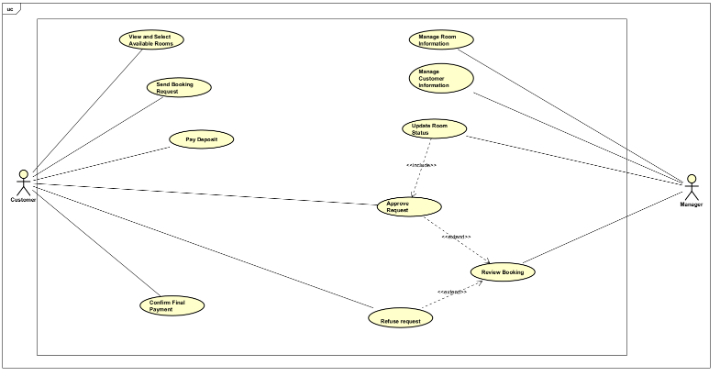 uc
View and Select
Available Rooms
Manage Room
Information
Send Booking
Request
Manage
Customer
Information
Update Room
Status
Pay Deposit
<<include>>
Customer
Manager
Approve
Request
<<extend>>
Review Booking
<<extend>>
Confirm Final
Payment
Refuse request